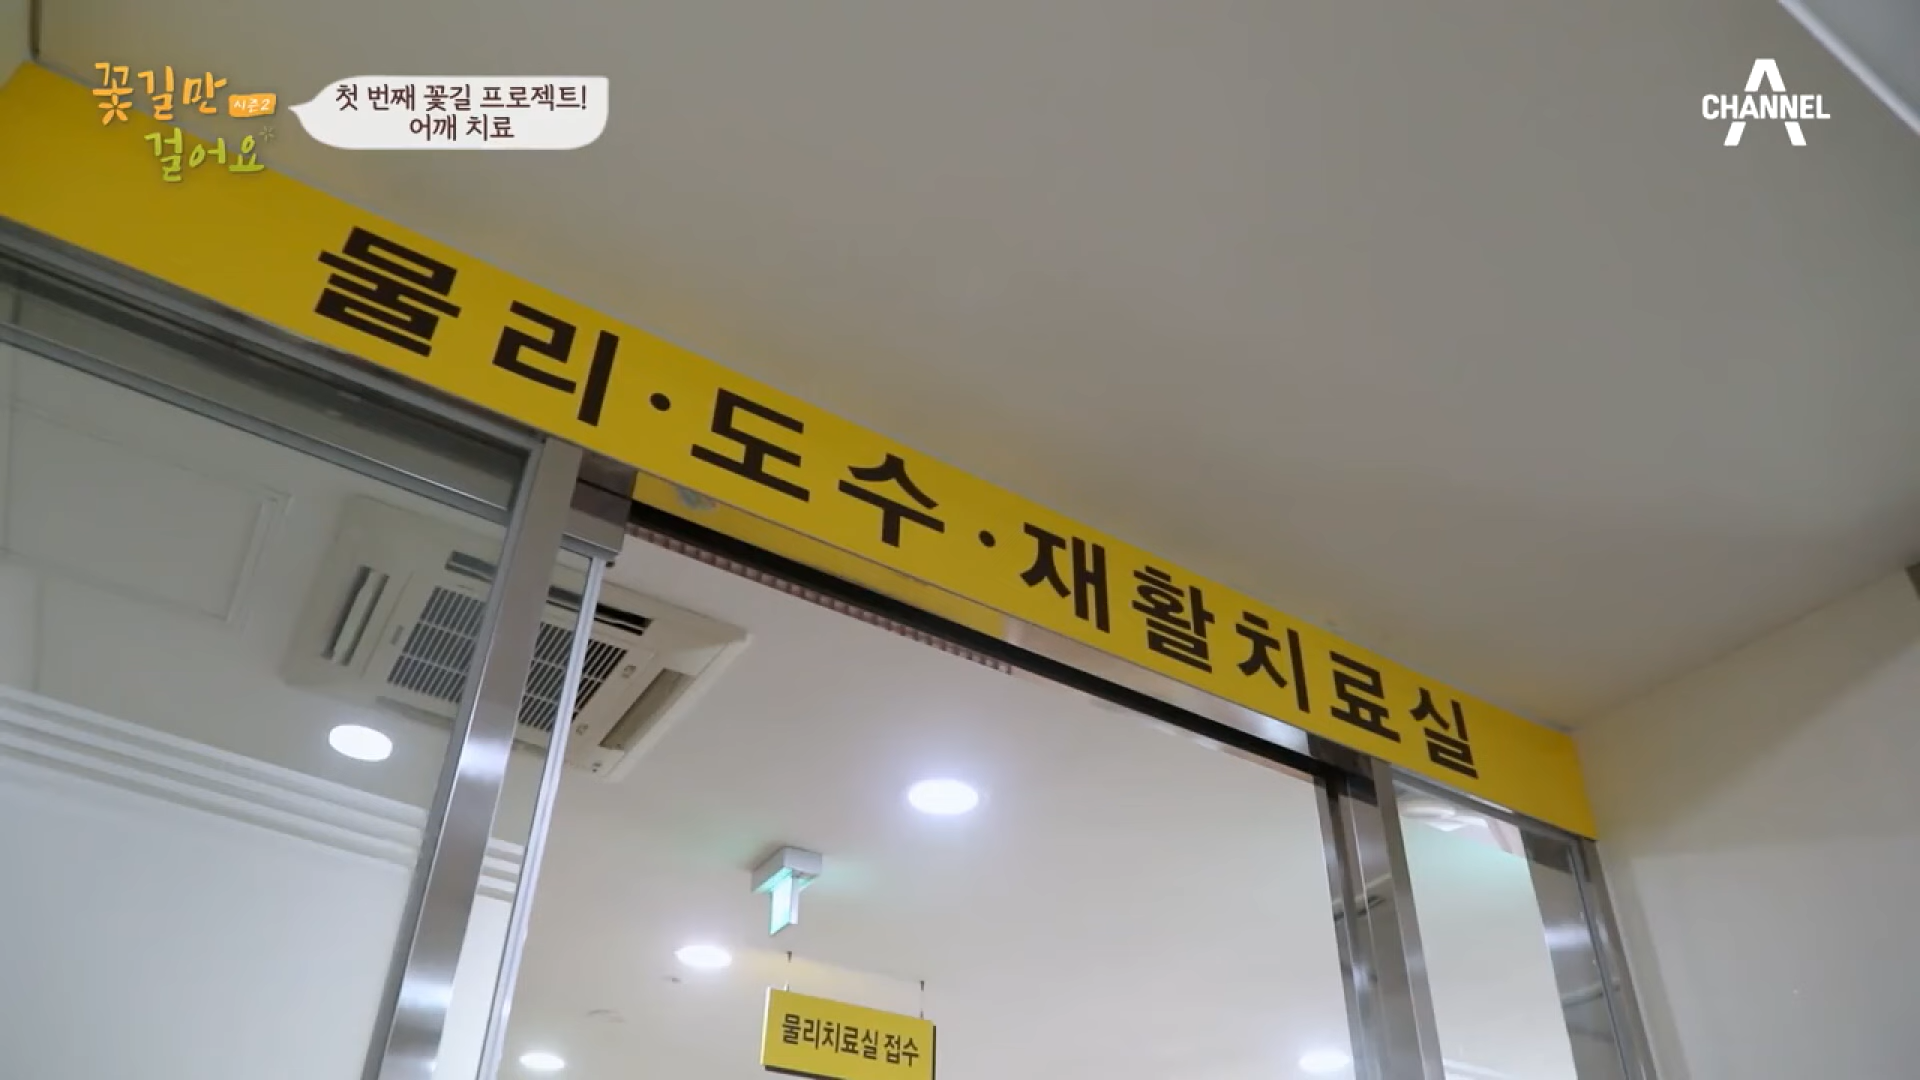 꽃길만
시즌2
걸어요
첫 번째 꽃길 프로젝트!
어깨 치료
CHANNEL A
물리·도수·재활치료실
물리치료실 접수